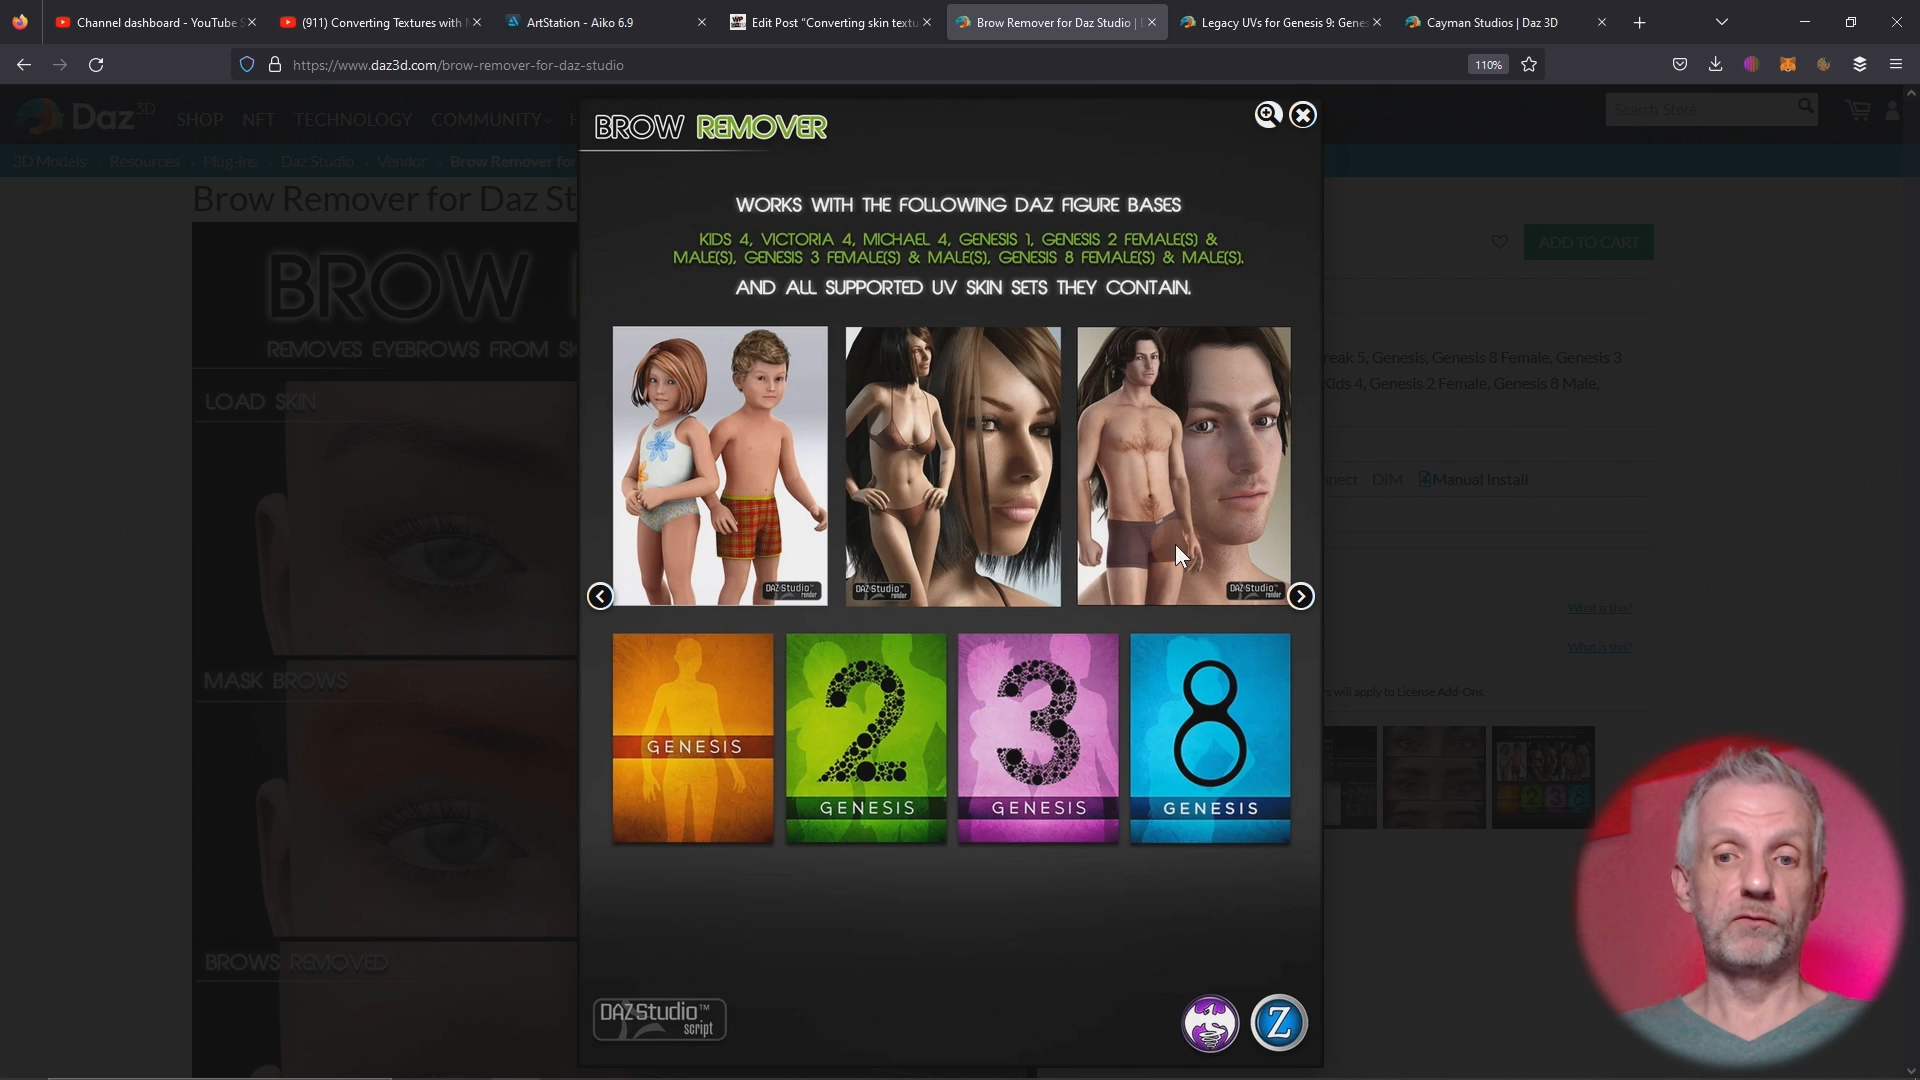 Channel dashboard - YouTube S
(911) Converting Textures with M
ArtStation - Aiko 6.9
Edit Post "Converting skin textu
Brow Remover for Daz Studio |
Legacy UVs for Genesis 9: Genes
Cayman Studios | Daz 3D
https://www.daz3d.com/brow-remover-for-daz-studio
110%
Daz 3D
SHOP
NFT
TECHNOLOGY
COMMUNITY
Search Store
3D Models
Resources
Plug-ins
Daz Studio
Vendor
Brow Remover for
Brow Remover for Daz St
ADD TO CART
BROW
REMOVES EYEBROWS FROM SK
LOAD SKIN
MASK BROWS
BROWS REMOVED
BROW REMOVER
WORKS WITH THE FOLLOWING DAZ FIGURE BASES
KIDS 4, VICTORIA 4, MICHAEL 4, GENESIS 1, GENESIS 2 FEMALE(S) &
MALE(S), GENESIS 3 FEMALE(S) & MALE(S), GENESIS 8 FEMALE(S) & MALE(S).
AND ALL SUPPORTED UV SKIN SETS THEY CONTAIN.
DAZ Studio™
render
DAZ Studio™
render
DAZ Studio™
render
GENESIS
2
GENESIS
3
GENESIS
8
GENESIS
DAZ Studio™
script
Z
reak 5, Genesis, Genesis 8 Female, Genesis 3
Kids 4, Genesis 2 Female, Genesis 8 Male,
nnect
DIM
Manual Install
What is this?
What is this?
rs will apply to License Add-Ons.